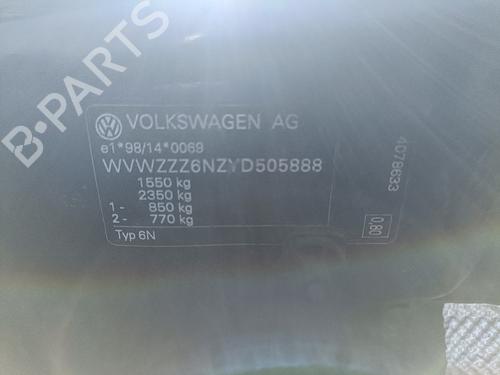 VOLKSWAGEN AG
e1*98/14*0069
WVWZZZ6NZYD505888
1550 kg
2350 kg
1- 850 kg
2- 770 kg
Typ 6N
4078633
0,80
B-PARTS